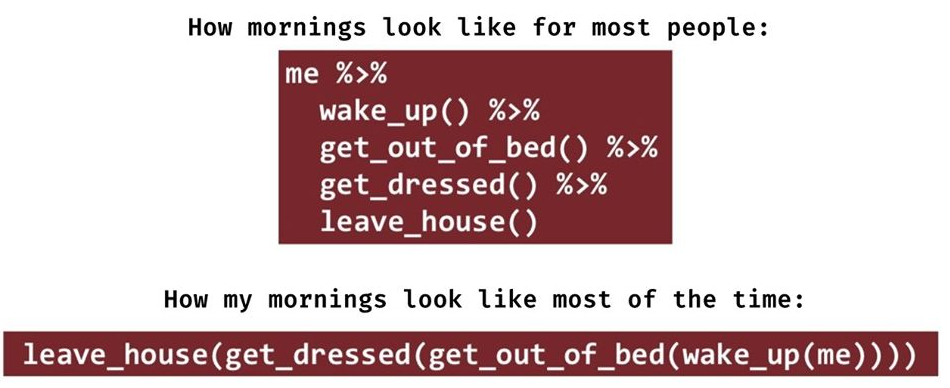 How mornings look like for most people:
me %>%
wake_up() %>%
get_out_of_bed() %>%
get_dressed() %>%
leave_house()
How my mornings look like most of the time:
leave_house(get_dressed(get_out_of_bed(wake_up(me))))